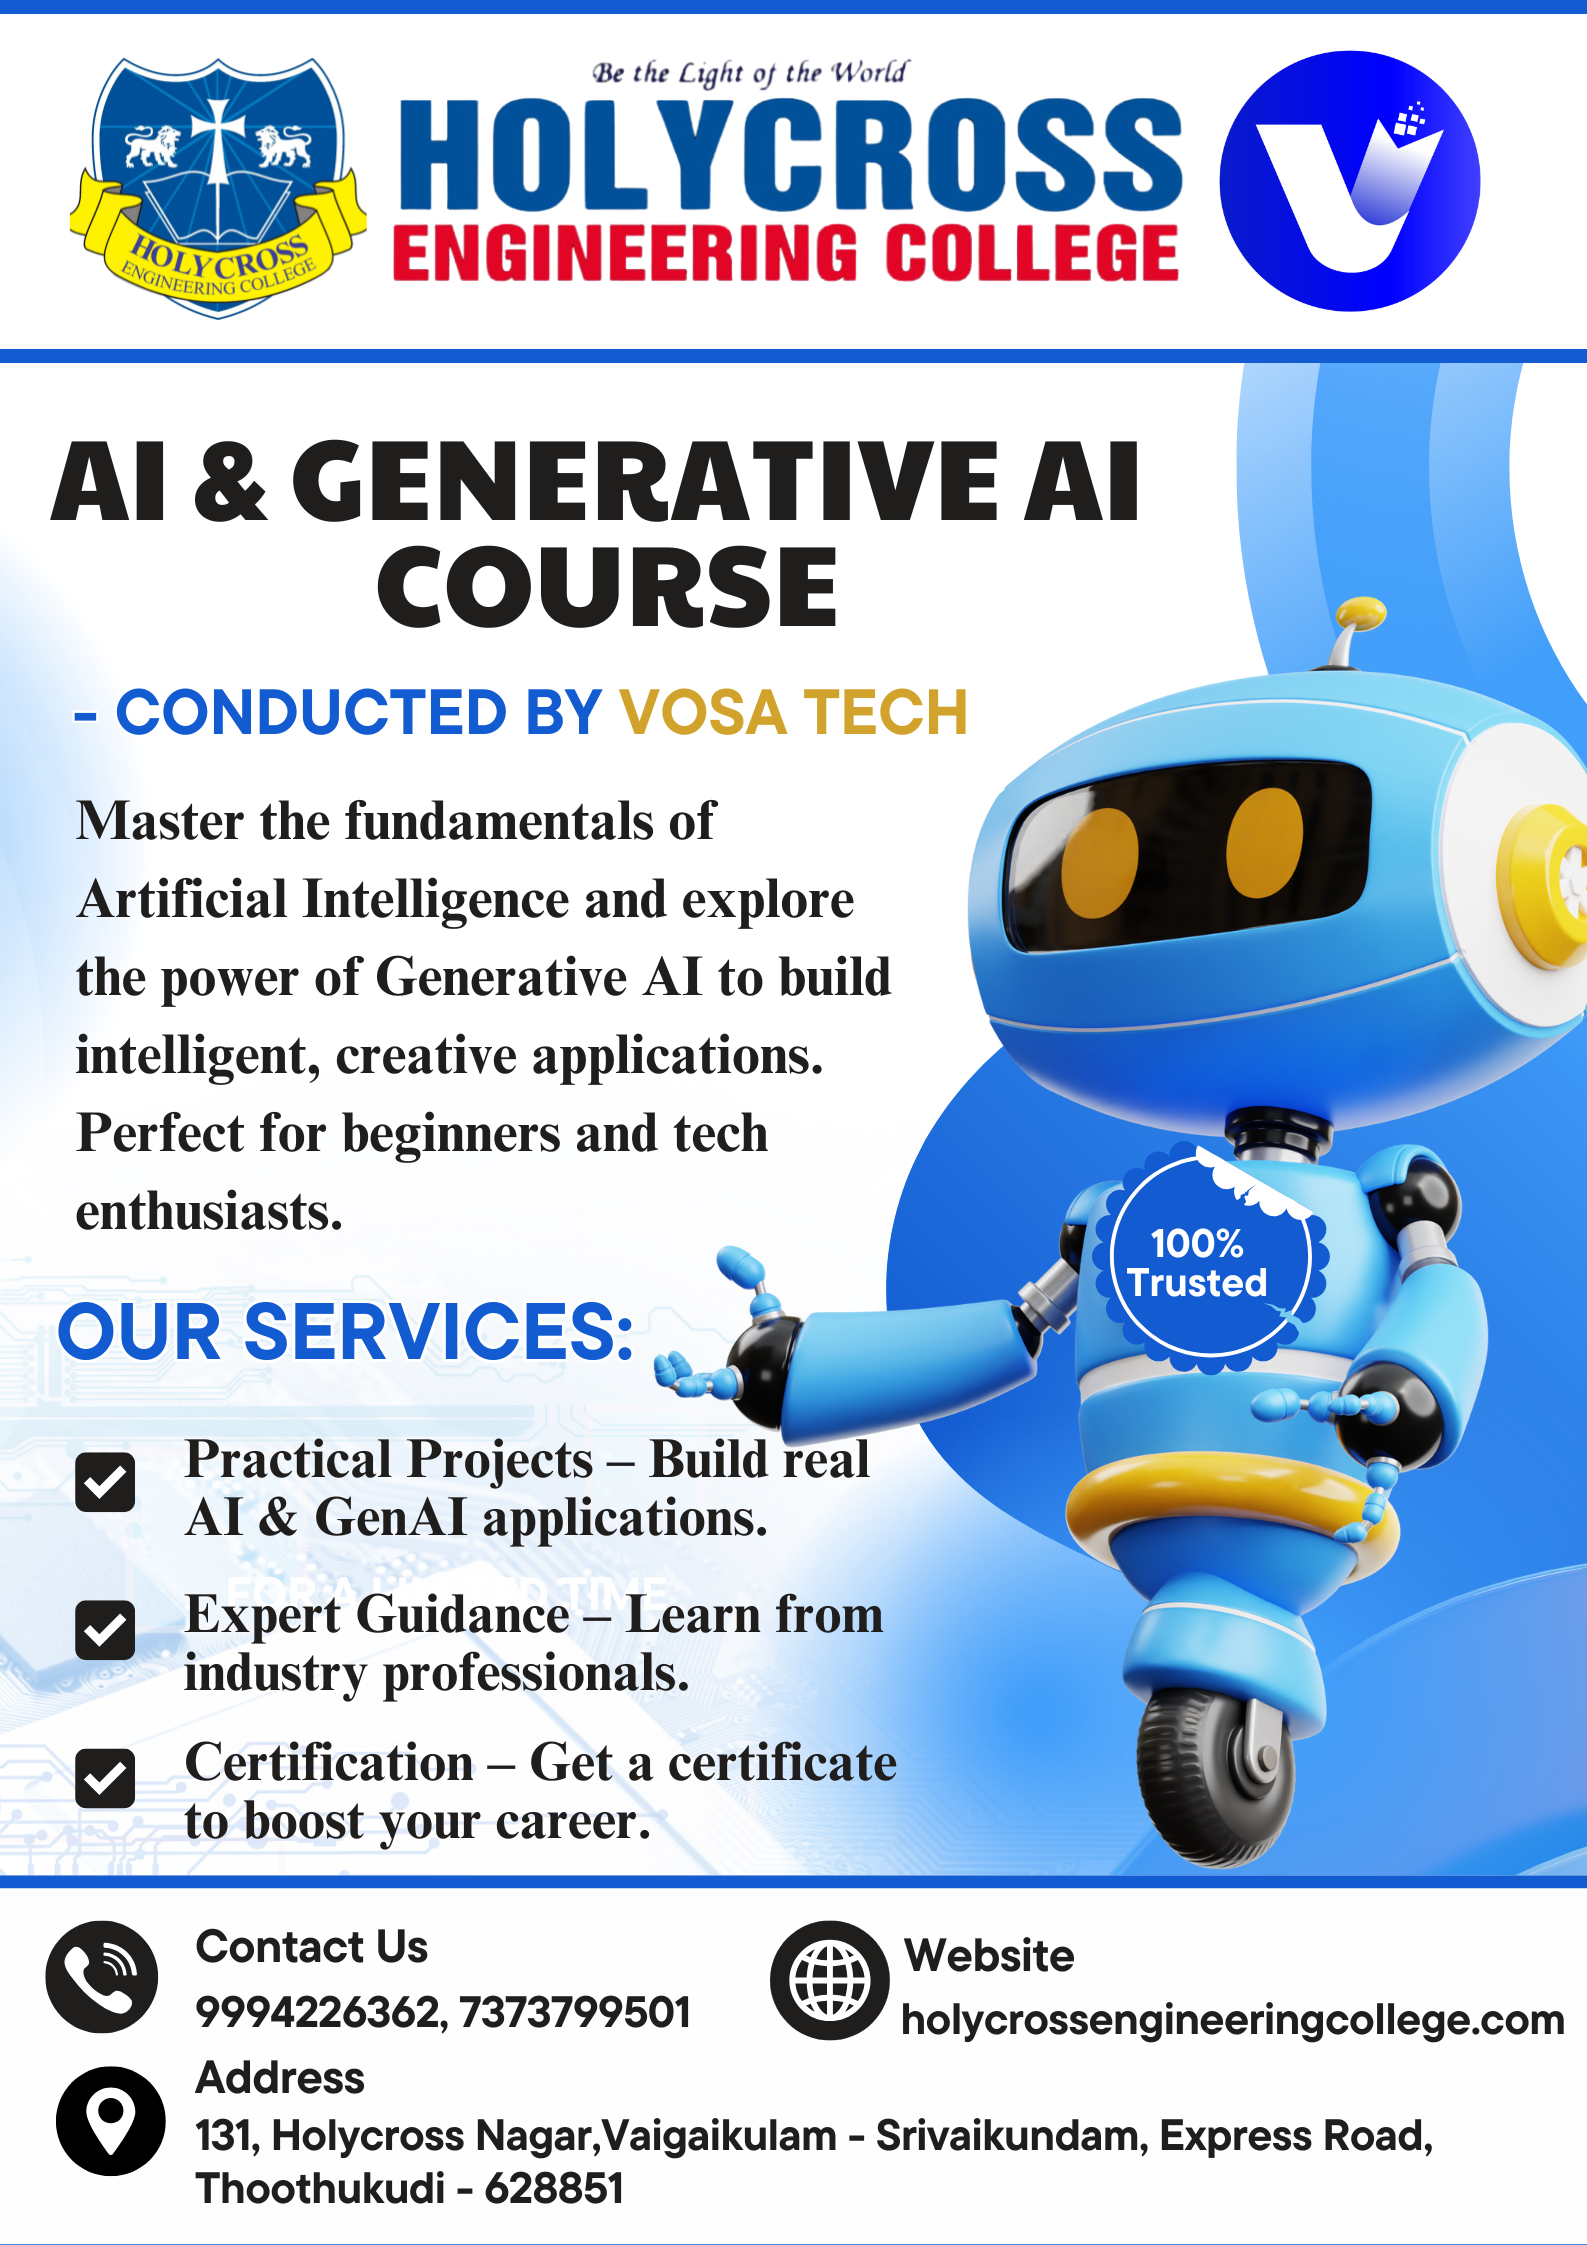 Be the Light of the World
HOLYCROSS
ENGINEERING COLLEGE
HOLY CROSS
ENGINEERING COLLEGE
AI & GENERATIVE AI
COURSE
- CONDUCTED BY VOSA TECH
Master the fundamentals of
Artificial Intelligence and explore
the power of Generative AI to build
intelligent, creative applications.
Perfect for beginners and tech
enthusiasts.
100%
Trusted
OUR SERVICES:
Practical Projects – Build real
AI & GenAI applications.
FOR A LIMITED TIME
Expert Guidance – Learn from
industry professionals.
Certification – Get a certificate
to boost your career.
Contact Us
9994226362, 7373799501
Website
holycrossengineeringcollege.com
Address
131, Holycross Nagar,Vaigaikulam - Srivaikundam, Express Road,
Thoothukudi - 628851